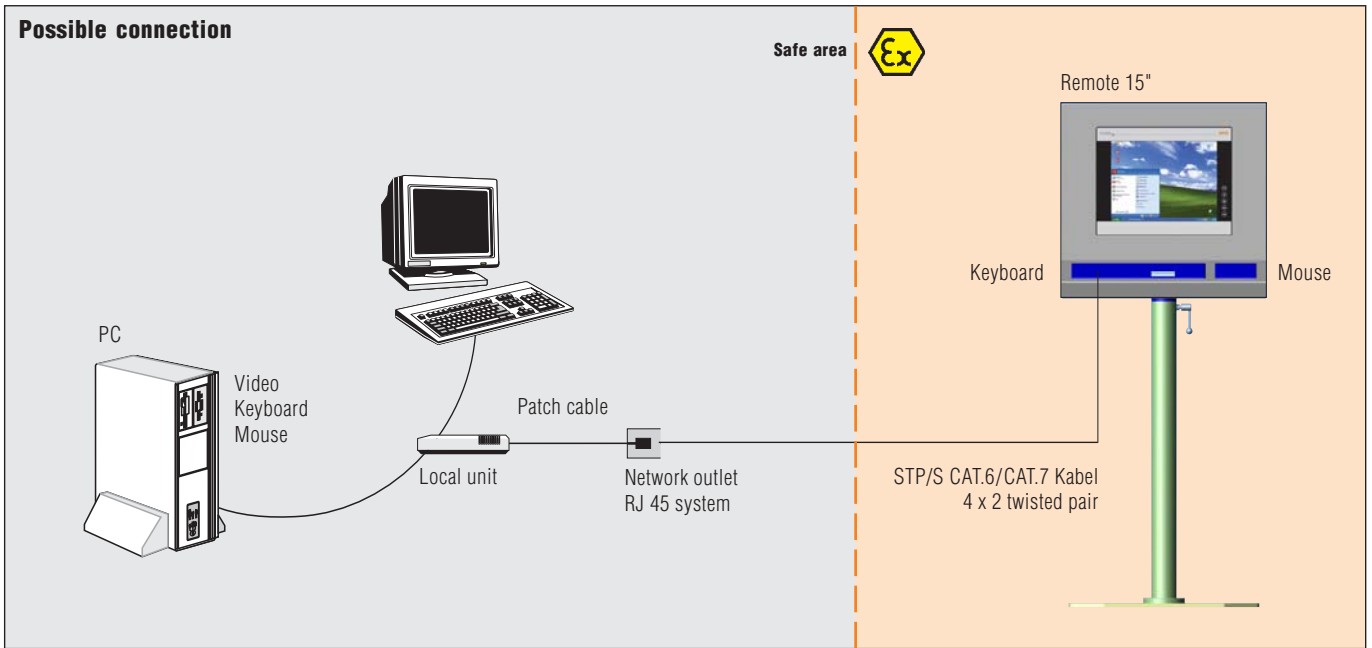 Possible connection
Safe area
Ex
Remote 15"
Keyboard
Mouse
PC
Video
Keyboard
Mouse
Patch cable
Local unit
Network outlet
RJ 45 system
STP/S CAT.6/CAT.7 Kabel
4 x 2 twisted pair